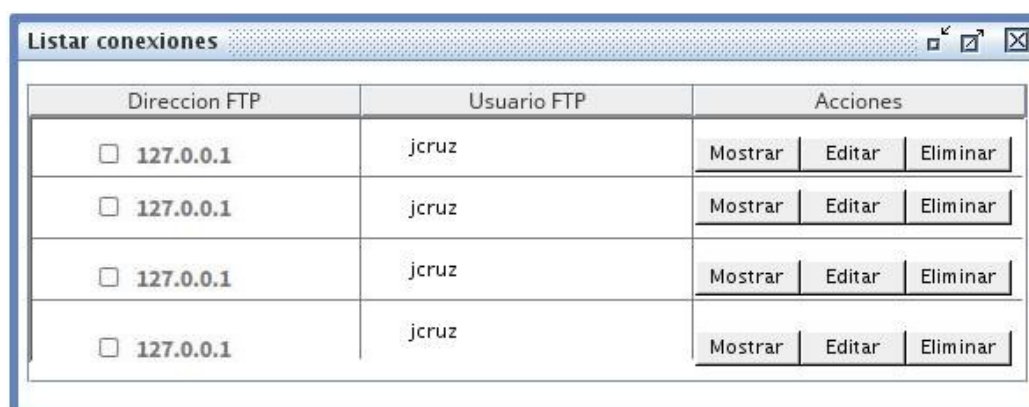 Listar conexiones
Direccion FTP Usuario FTP Acciones
127.0.0.1 jcruz Mostrar Editar Eliminar
127.0.0.1 jcruz Mostrar Editar Eliminar
127.0.0.1 jcruz Mostrar Editar Eliminar
127.0.0.1 jcruz Mostrar Editar Eliminar